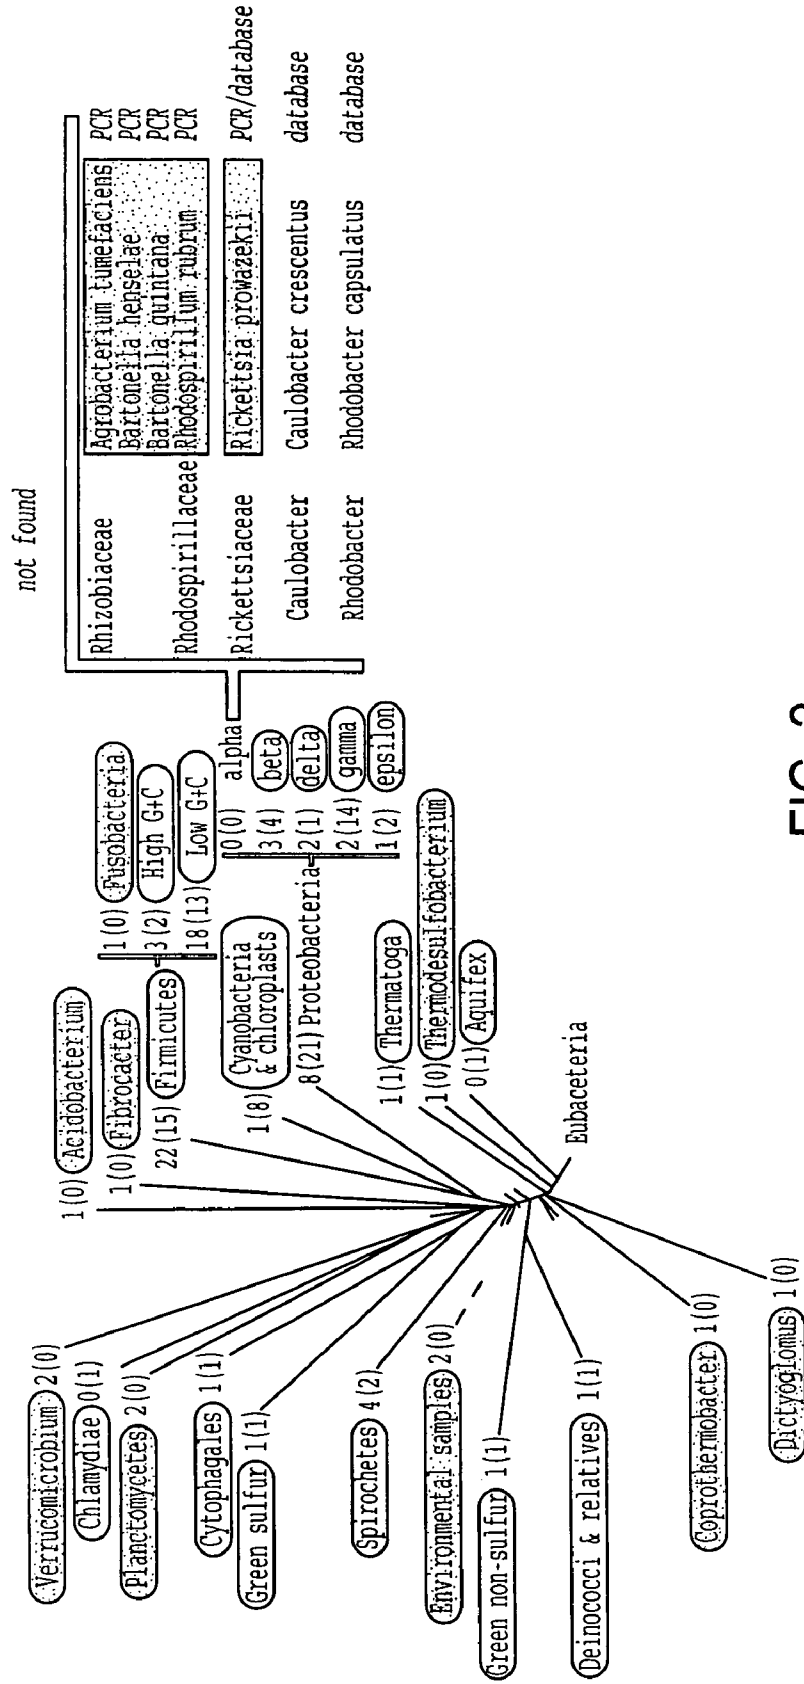 not found
Rhizobiaceae Agrobacterium tumefaciens PCR
Bartonella henselae PCR
Bartonella quintana PCR
Rhodospirillaceae Rhodospirillum rubrum PCR
Rickettsiaceae Rickettsia prowazekii PCR/database
Caulobacter Caulobacter crescentus database
Rhodobacter Rhodobacter capsulatus database
1(0) Fusobacteria
3(2) High G+C
18(13) Low G+C
0(0) alpha
3(4) beta
2(1) delta
2(14) gamma
1(2) epsilon
1(0) Acidobacterium
1(0) Fibrocacter
22(15) Firmicutes
1(8) Cyanobacteria
& chloroplasts
8(21) Proteobacteria
1(1) Thermatoga
1(0) Thermodesulfobacterium
0(1) Aquifex
Eubaceteria
Verrucomicrobium 2(0)
Chlamydiae 0(1)
Planctomycetes 2(0)
Cytophagales 1(1)
Green sulfur 1(1)
Spirochetes 4(2)
Environmental samples 2(0)
Green non-sulfur 1(1)
Deinococci & relatives 1(1)
Coprothermobacter 1(0)
Dictyoglomus 1(0)
FIG.